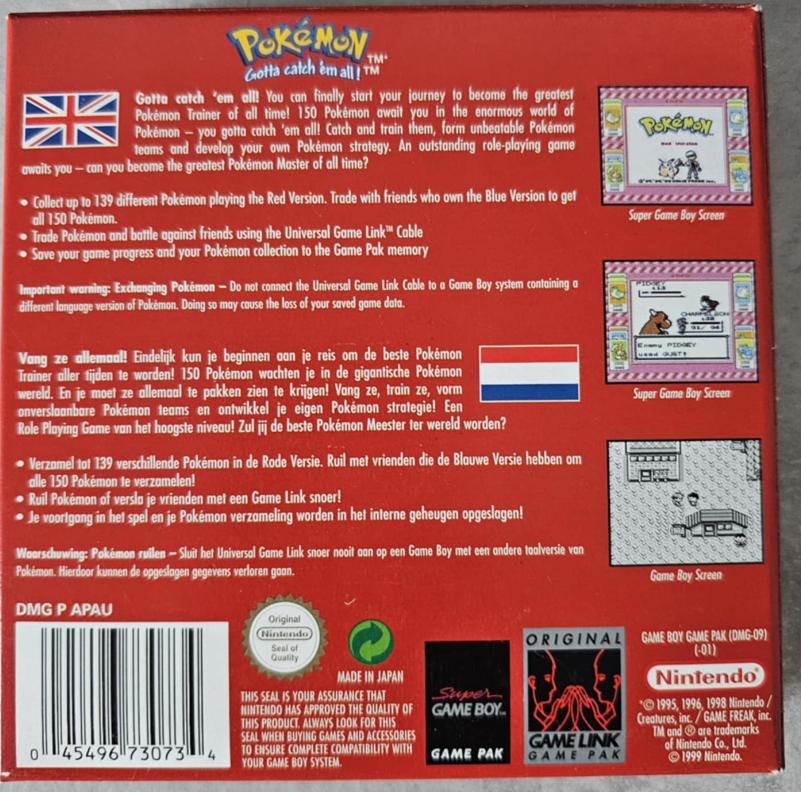 POKéMON TM
Gotta catch 'em all! TM
Gotta catch 'em all! You can finally start your journey to become the greatest
Pokémon Trainer of all time! 150 Pokémon await you in the enormous world of
Pokémon – you gotta catch 'em all! Catch and train them, form unbeatable Pokémon
teams and develop your own Pokémon strategy. An outstanding role-playing game
awaits you – can you become the greatest Pokémon Master of all time?
• Collect up to 139 different Pokémon playing the Red Version. Trade with friends who own the Blue Version to get
all 150 Pokémon.
• Trade Pokémon and battle against friends using the Universal Game Link™ Cable
• Save your game progress and your Pokémon collection to the Game Pak memory
Important warning: Exchanging Pokémon – Do not connect the Universal Game Link Cable to a Game Boy system containing a
different language version of Pokémon. Doing so may cause the loss of your saved game data.
POKéMON
Red Version
Super Game Boy Screen
PIDGEY
CHARMELEON
Enemy PIDGEY
used GUST!
Super Game Boy Screen
Vang ze allemaal! Eindelijk kun je beginnen aan je reis om de beste Pokémon
Trainer aller tijden te worden! 150 Pokémon wachten je in de gigantische Pokémon
wereld. En je moet ze allemaal te pakken zien te krijgen! Vang ze, train ze, vorm
onverslaanbare Pokémon teams en ontwikkel je eigen Pokémon strategie! Een
Role Playing Game van het hoogste niveau! Zul jij de beste Pokémon Meester ter wereld worden?
• Verzamel tot 139 verschillende Pokémon in de Rode Versie. Ruil met vrienden die de Blauwe Versie hebben om
alle 150 Pokémon te verzamelen!
• Ruil Pokémon of versla je vrienden met een Game Link snoer!
• Je voortgang in het spel en je Pokémon verzameling worden in het interne geheugen opgeslagen!
Waarschuwing: Pokémon ruilen – Sluit het Universal Game Link snoer nooit aan op een Game Boy met een andere taalversie van
Pokémon. Hierdoor kunnen de opgeslagen gegevens verloren gaan.
Game Boy Screen
DMG P APAU
0 45496 73073 4
Original
Nintendo
Seal of
Quality
MADE IN JAPAN
THIS SEAL IS YOUR ASSURANCE THAT
NINTENDO HAS APPROVED THE QUALITY OF
THIS PRODUCT. ALWAYS LOOK FOR THIS
SEAL WHEN BUYING GAMES AND ACCESSORIES
TO ENSURE COMPLETE COMPATIBILITY WITH
YOUR GAME BOY SYSTEM.
Super
GAME BOY™
GAME PAK
ORIGINAL
GAME LINK
GAME PAK
GAME BOY GAME PAK (DMG-09)
(-01)
Nintendo®
©1995, 1996, 1998 Nintendo /
Creatures, inc. / GAME FREAK, inc.
TM and ® are trademarks
of Nintendo Co., Ltd.
© 1999 Nintendo.